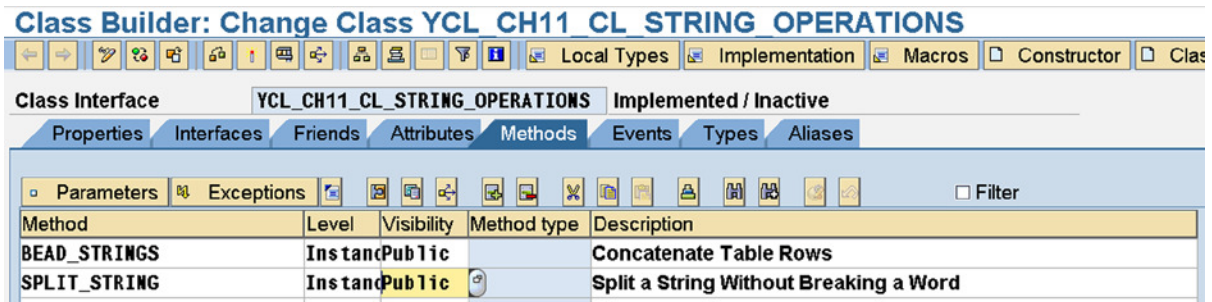 Class Builder: Change Class YCL_CH11_CL_STRING_OPERATIONS
Local Types Implementation Macros Constructor Clas
Class Interface YCL_CH11_CL_STRING_OPERATIONS Implemented / Inactive
Properties Interfaces Friends Attributes Methods Events Types Aliases
Parameters Exceptions Filter
Method Level Visibility Method type Description
BEAD_STRINGS Instanc Public Concatenate Table Rows
SPLIT_STRING Instanc Public Split a String Without Breaking a Word